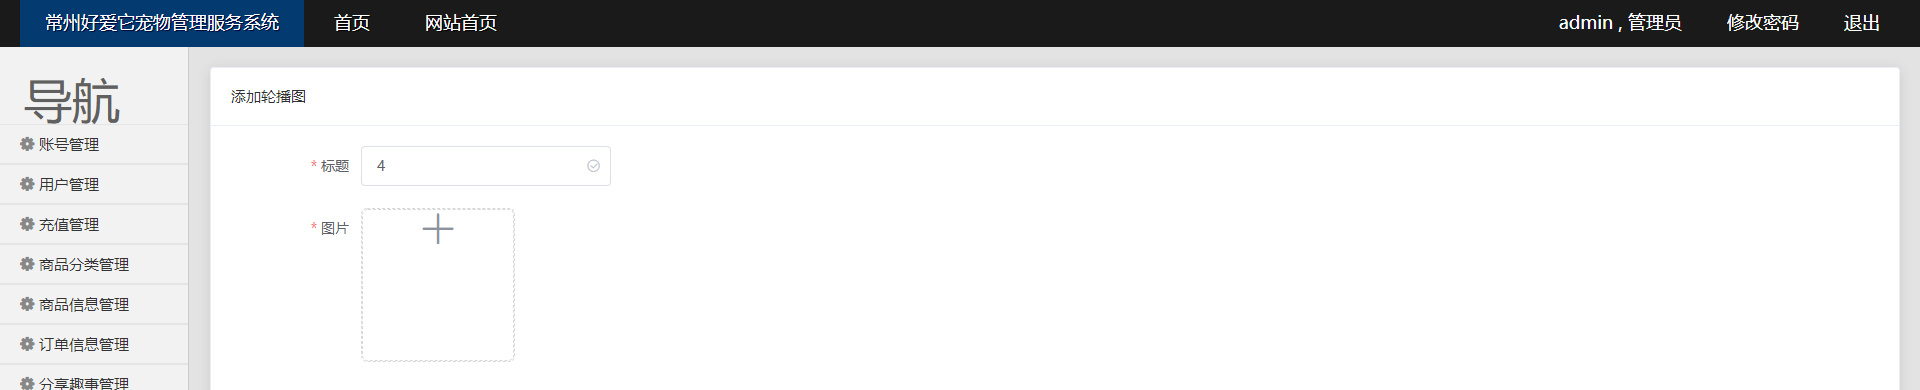 常州好爱它宠物管理服务系统 首页 网站首页 admin , 管理员 修改密码 退出
导航
账号管理
用户管理
充值管理
商品分类管理
商品信息管理
订单信息管理
分享趣事管理
添加轮播图
* 标题 4
* 图片